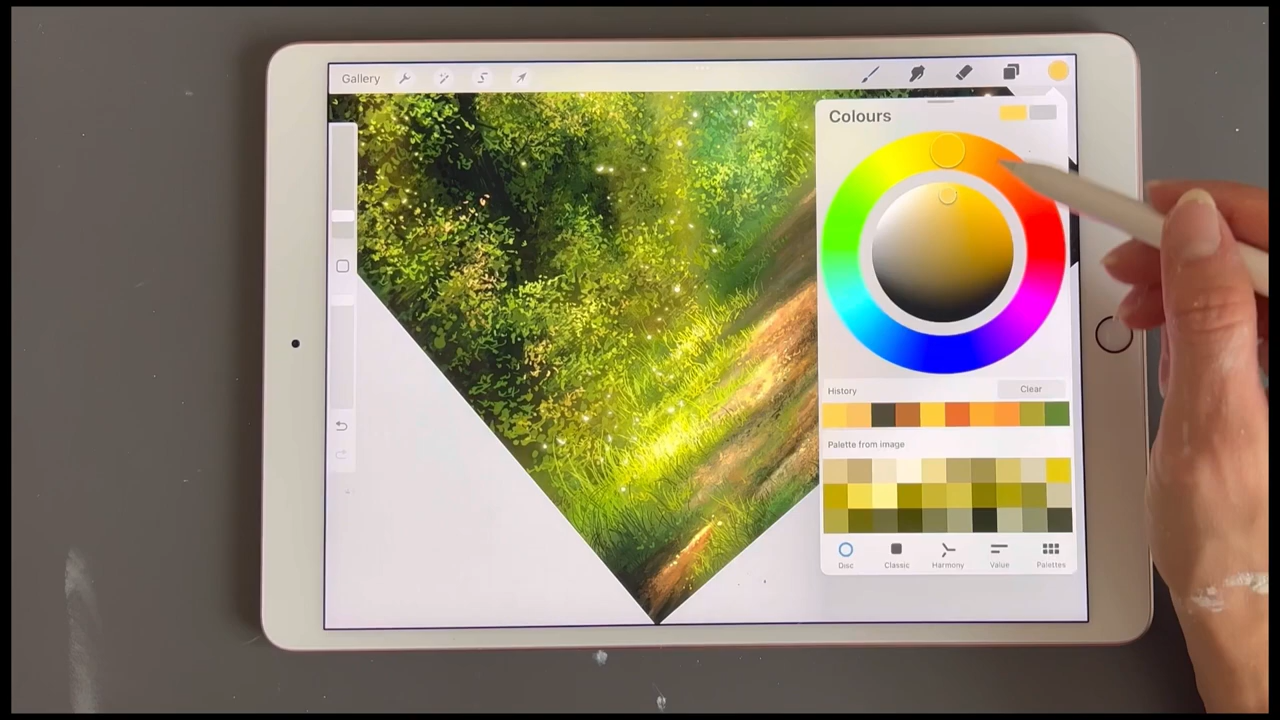 Gallery
Colours
History
Clear
Palette from image
Disc
Classic
Harmony
Value
Palettes